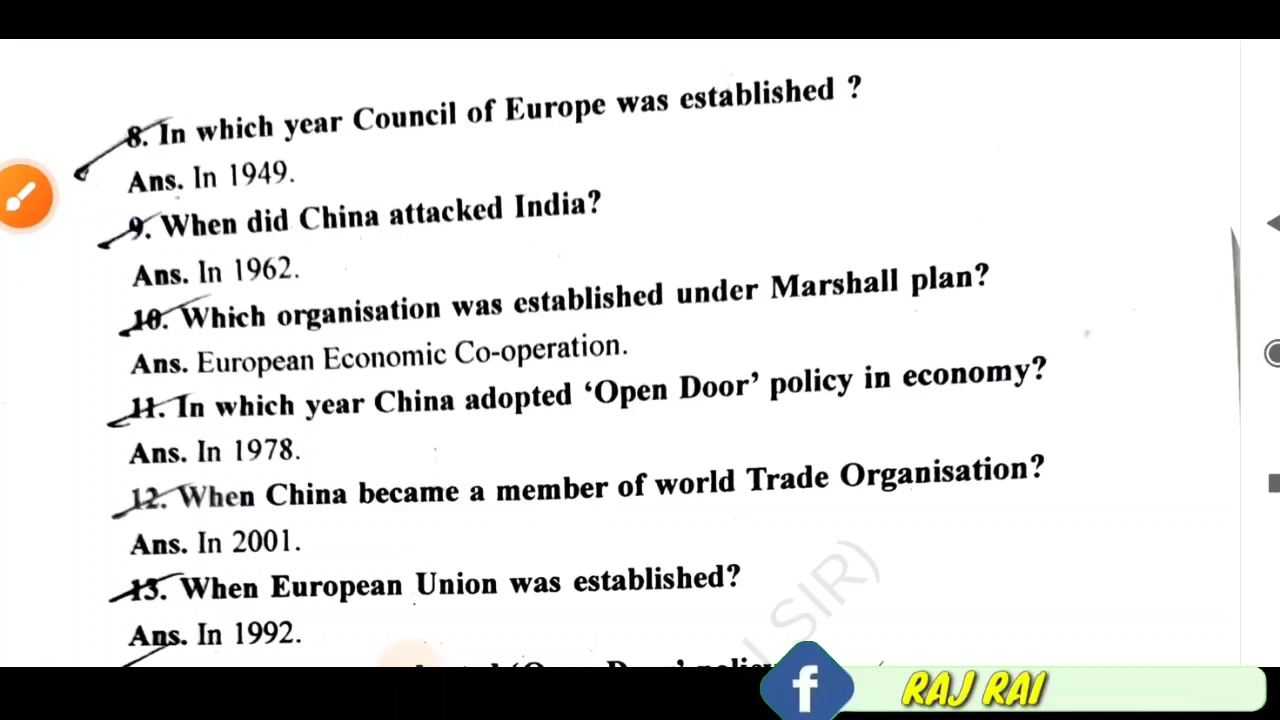 8. In which year Council of Europe was established ?
Ans. In 1949.
9. When did China attacked India?
Ans. In 1962.
10. Which organisation was established under Marshall plan?
Ans. European Economic Co-operation.
11. In which year China adopted ‘Open Door’ policy in economy?
Ans. In 1978.
12. When China became a member of world Trade Organisation?
Ans. In 2001.
13. When European Union was established?
Ans. In 1992.
SIR)
f RAJ RAI